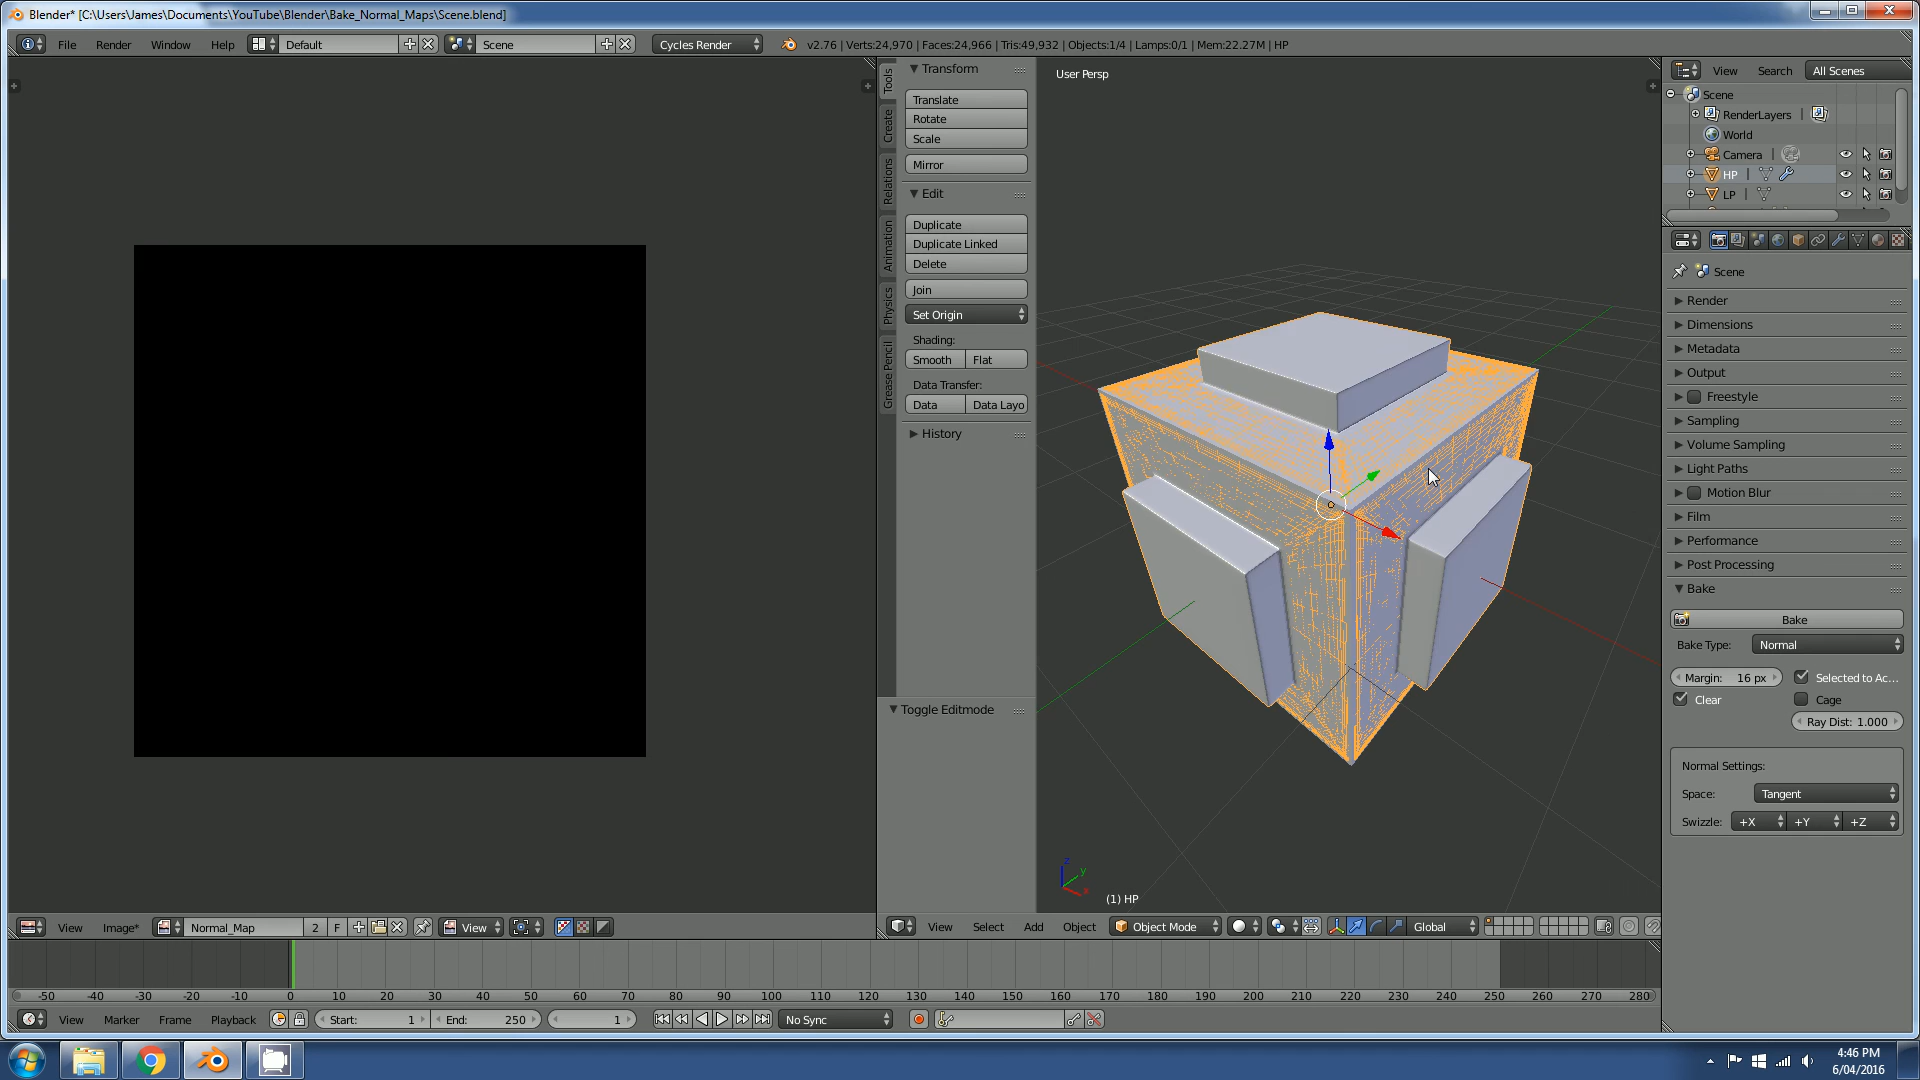 Blender* [C:\Users\James\Documents\YouTube\Blender\Bake_Normal_Maps\Scene.blend]
File Render Window Help Default Scene Cycles Render v2.76 | Verts:24,970 | Faces:24,966 | Tris:49,932 | Objects:1/4 | Lamps:0/1 | Mem:22.27M | HP
Tools
Create
Relations
Animation
Physics
Grease Pencil
Transform
Translate
Rotate
Scale
Mirror
Edit
Duplicate
Duplicate Linked
Delete
Join
Set Origin
Shading:
Smooth Flat
Data Transfer:
Data Data Layo
History
Toggle Editmode
User Persp
z
y
x
(1) HP
View Search All Scenes
Scene
RenderLayers |
World
Camera |
HP |
LP |
Scene
Render
Dimensions
Metadata
Output
Freestyle
Sampling
Volume Sampling
Light Paths
Motion Blur
Film
Performance
Post Processing
Bake
Bake
Bake Type: Normal
Margin: 16 px Selected to Ac...
Clear Cage
Ray Dist: 1.000
Normal Settings:
Space: Tangent
Swizzle: +X +Y +Z
View Image* Normal_Map 2 F View
View Select Add Object Object Mode Global
-50 -40 -30 -20 -10 0 10 20 30 40 50 60 70 80 90 100 110 120 130 140 150 160 170 180 190 200 210 220 230 240 250 260 270 280
View Marker Frame Playback Start: 1 End: 250 1 No Sync
4:46 PM
6/04/2016